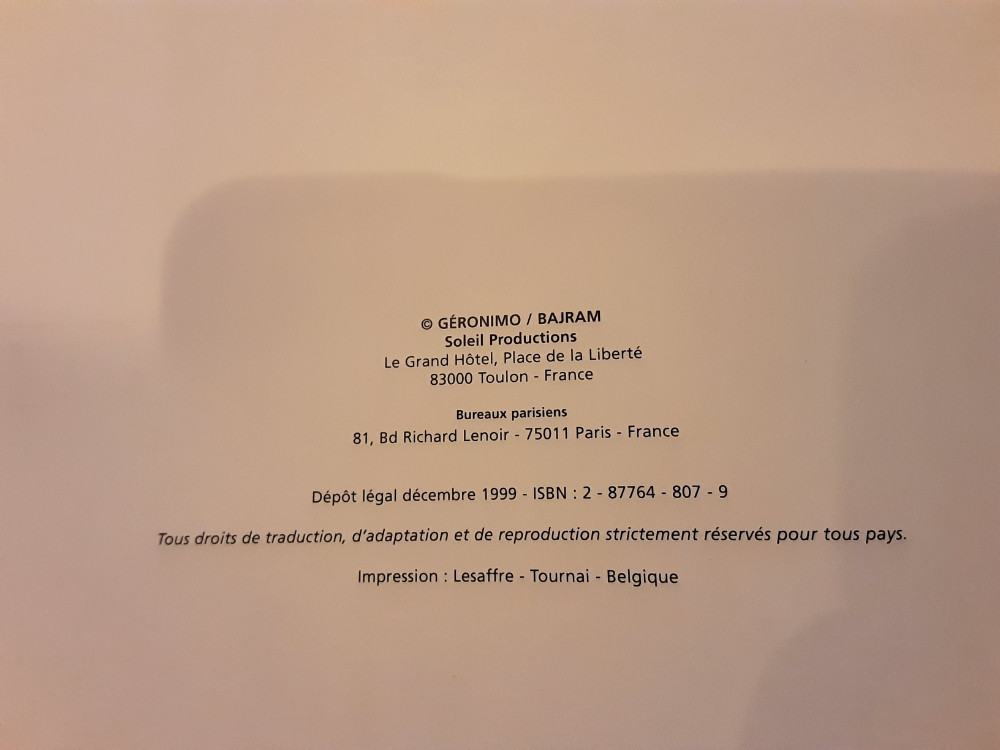 © GÉRONIMO / BAJRAM
Soleil Productions
Le Grand Hôtel, Place de la Liberté
83000 Toulon - France
Bureaux parisiens
81, Bd Richard Lenoir - 75011 Paris - France
Dépôt légal décembre 1999 - ISBN : 2 - 87764 - 807 - 9
Tous droits de traduction, d'adaptation et de reproduction strictement réservés pour tous pays.
Impression : Lesaffre - Tournai - Belgique